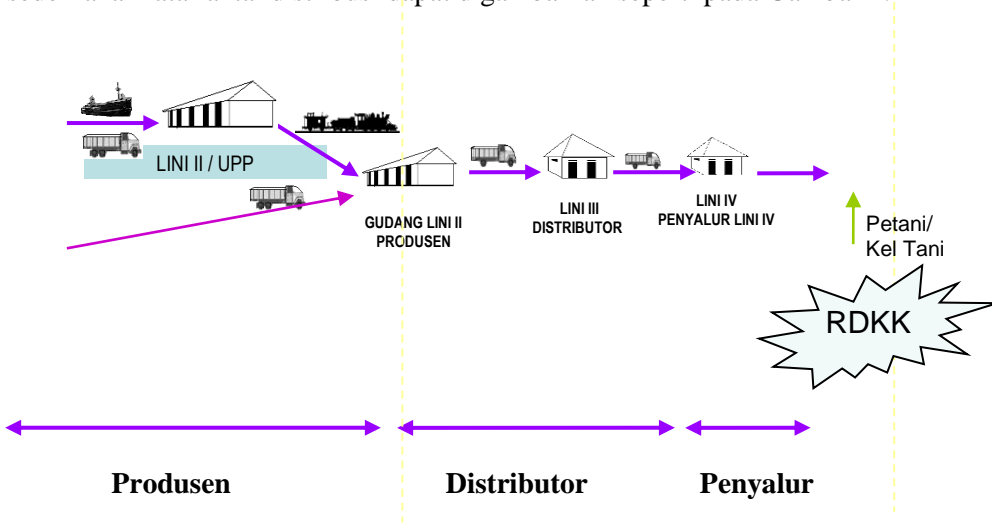 LINI II / UPP
GUDANG LINI II
PRODUSEN
LINI III
DISTRIBUTOR
LINI IV
PENYALUR LINI IV
Petani/
Kel Tani
RDKK
Produsen
Distributor
Penyalur